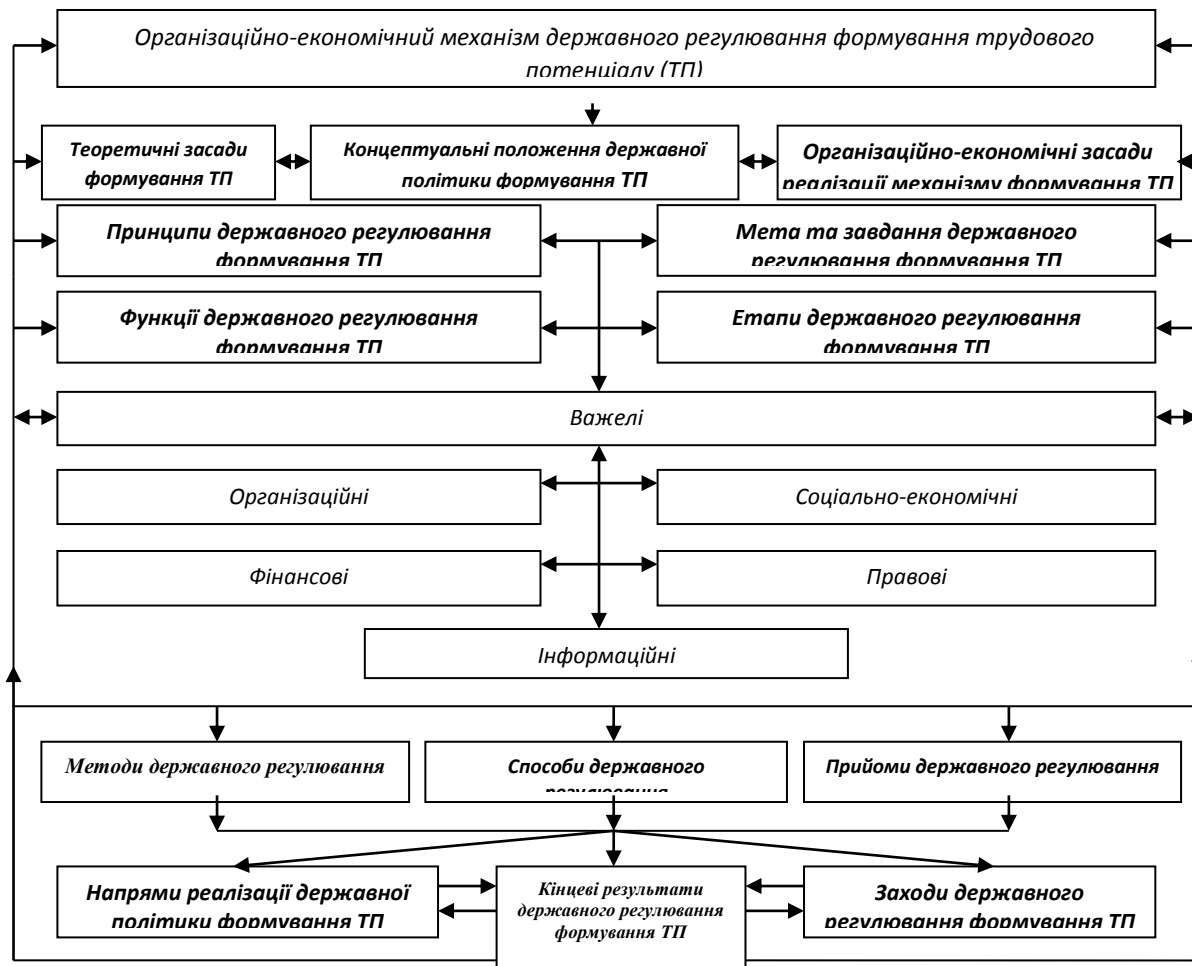 Організаційно-економічний механізм державного регулювання формування трудового
потенціалу (ТП)
Теоретичні засади
формування ТП
Концептуальні положення державної
політики формування ТП
Організаційно-економічні засади
реалізації механізму формування ТП
Принципи державного регулювання
формування ТП
Мета та завдання державного
регулювання формування ТП
Функції державного регулювання
формування ТП
Етапи державного регулювання
формування ТП
Важелі
Організаційні
Соціально-економічні
Фінансові
Правові
Інформаційні
Методи державного регулювання
Способи державного
регулювання
Прийоми державного регулювання
Напрями реалізації державної
політики формування ТП
Кінцеві результати
державного регулювання
формування ТП
Заходи державного
регулювання формування ТП